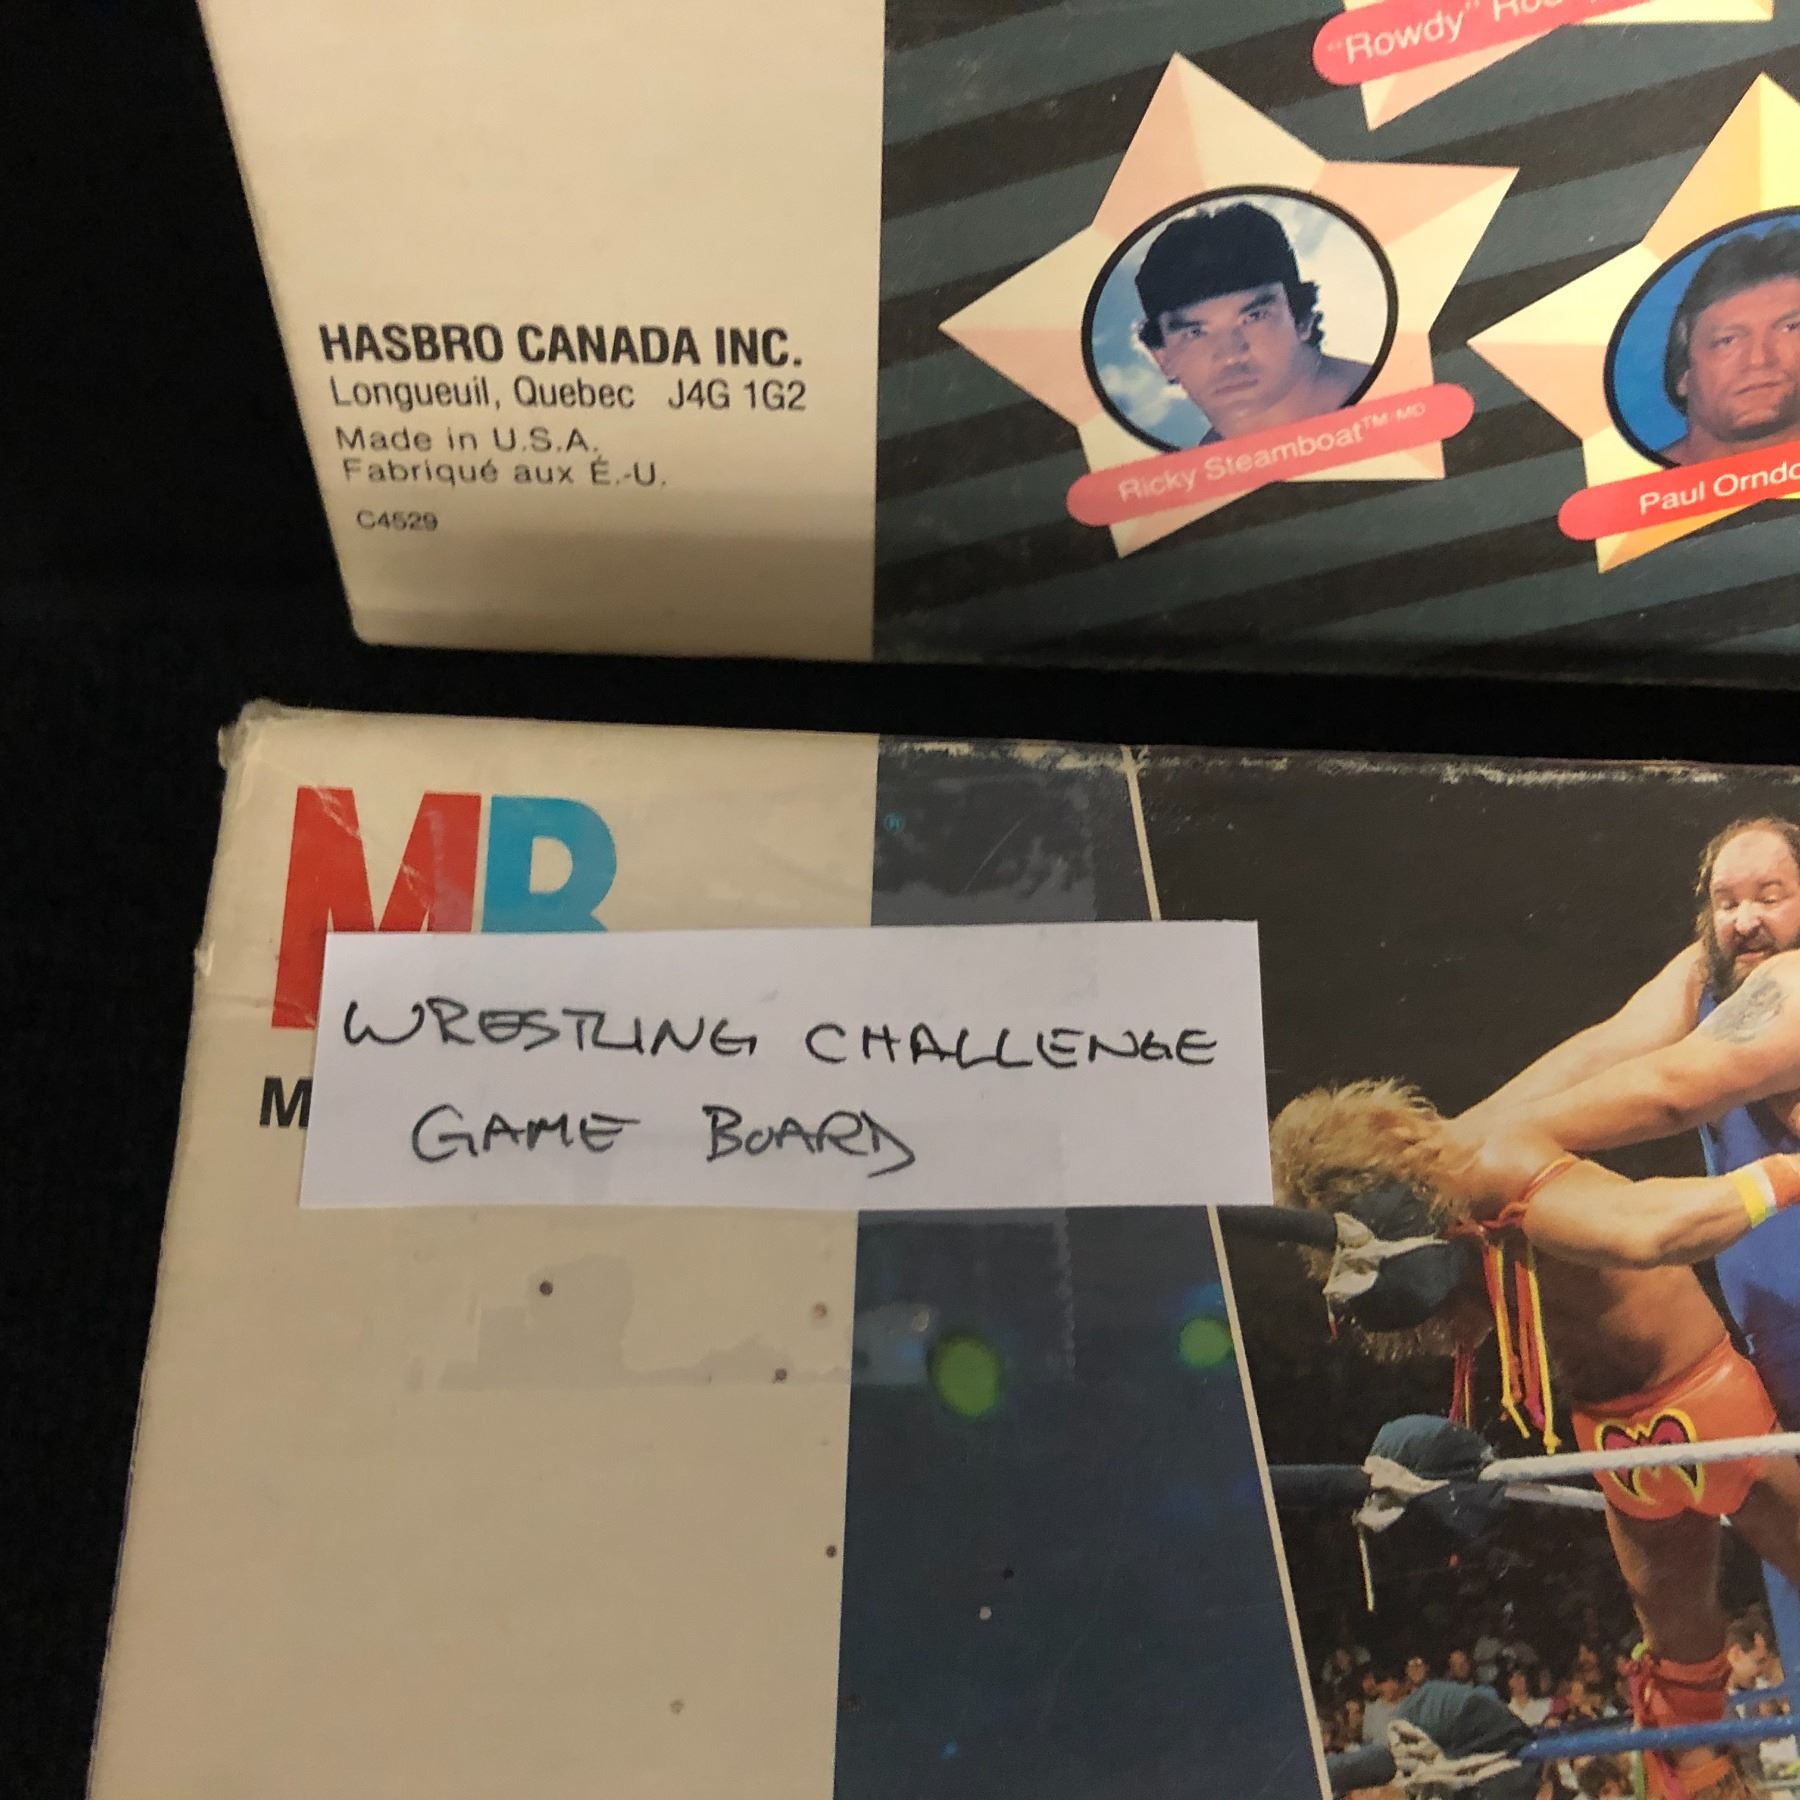 "Rowdy"
Ricky Steamboat™/MD
Paul Orndo
HASBRO CANADA INC.
Longueuil, Quebec J4G 1G2
Made in U.S.A.
Fabriqué aux É.-U.
C4529
MB
M
WRESTLING CHALLENGE
GAME BOARD